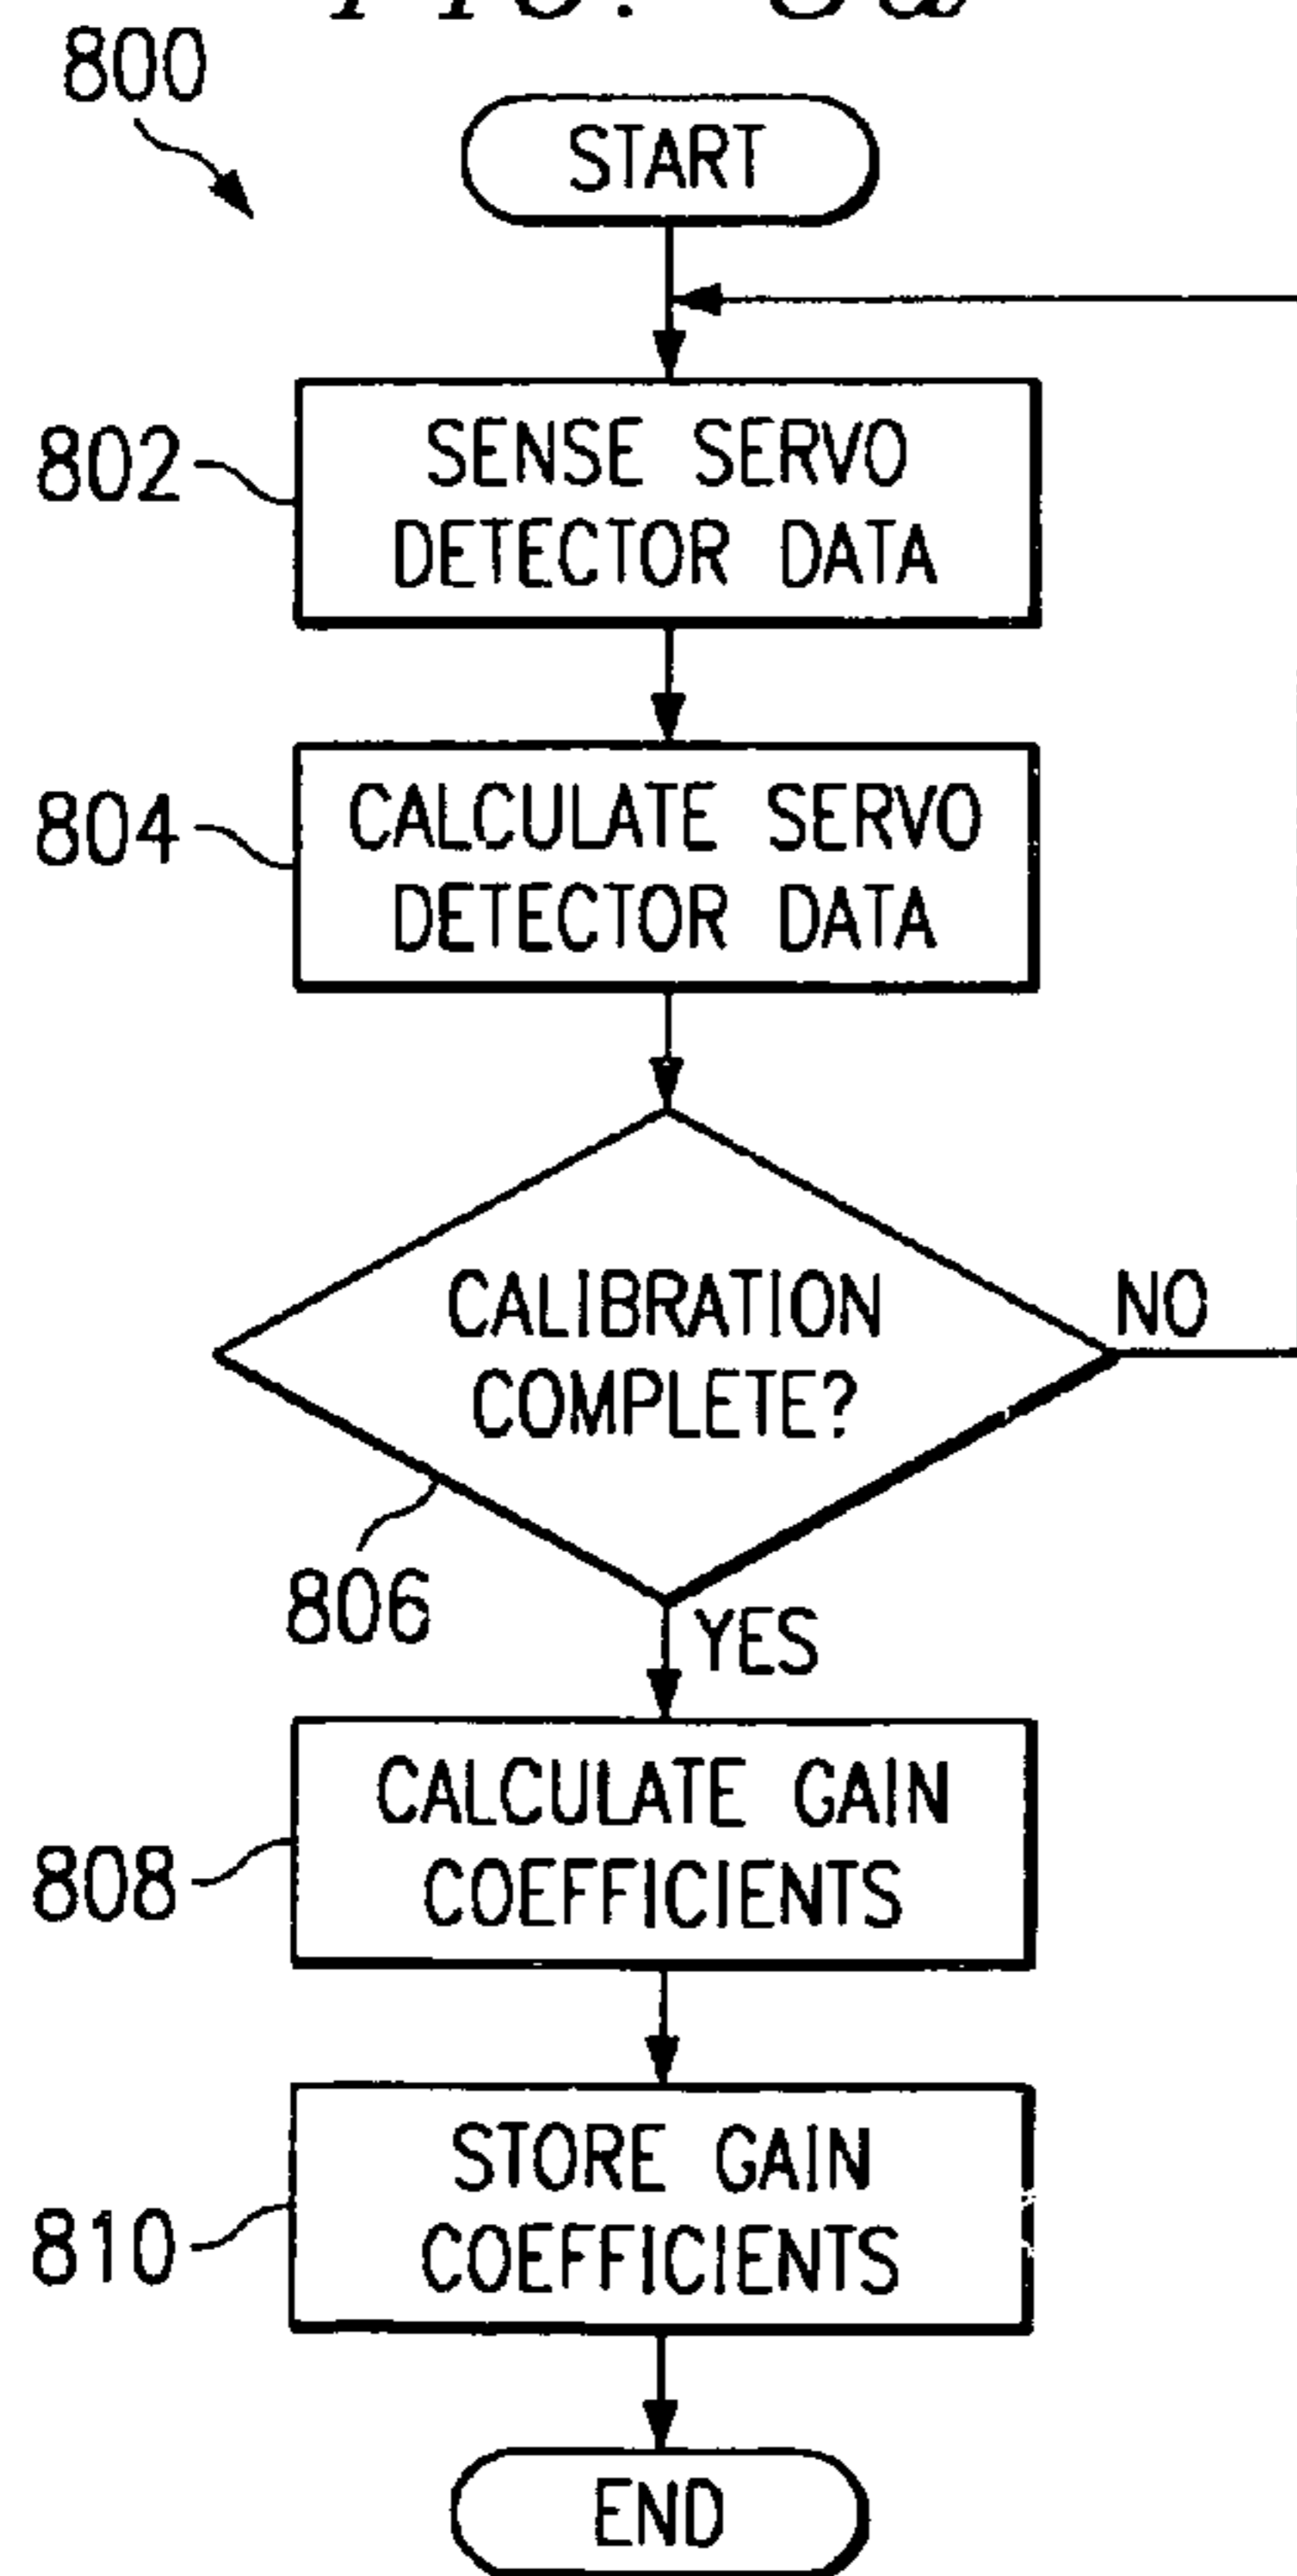 800
START
802
SENSE SERVO
DETECTOR DATA
804
CALCULATE SERVO
DETECTOR DATA
CALIBRATION
COMPLETE?
NO
806
YES
808
CALCULATE GAIN
COEFFICIENTS
810
STORE GAIN
COEFFICIENTS
END